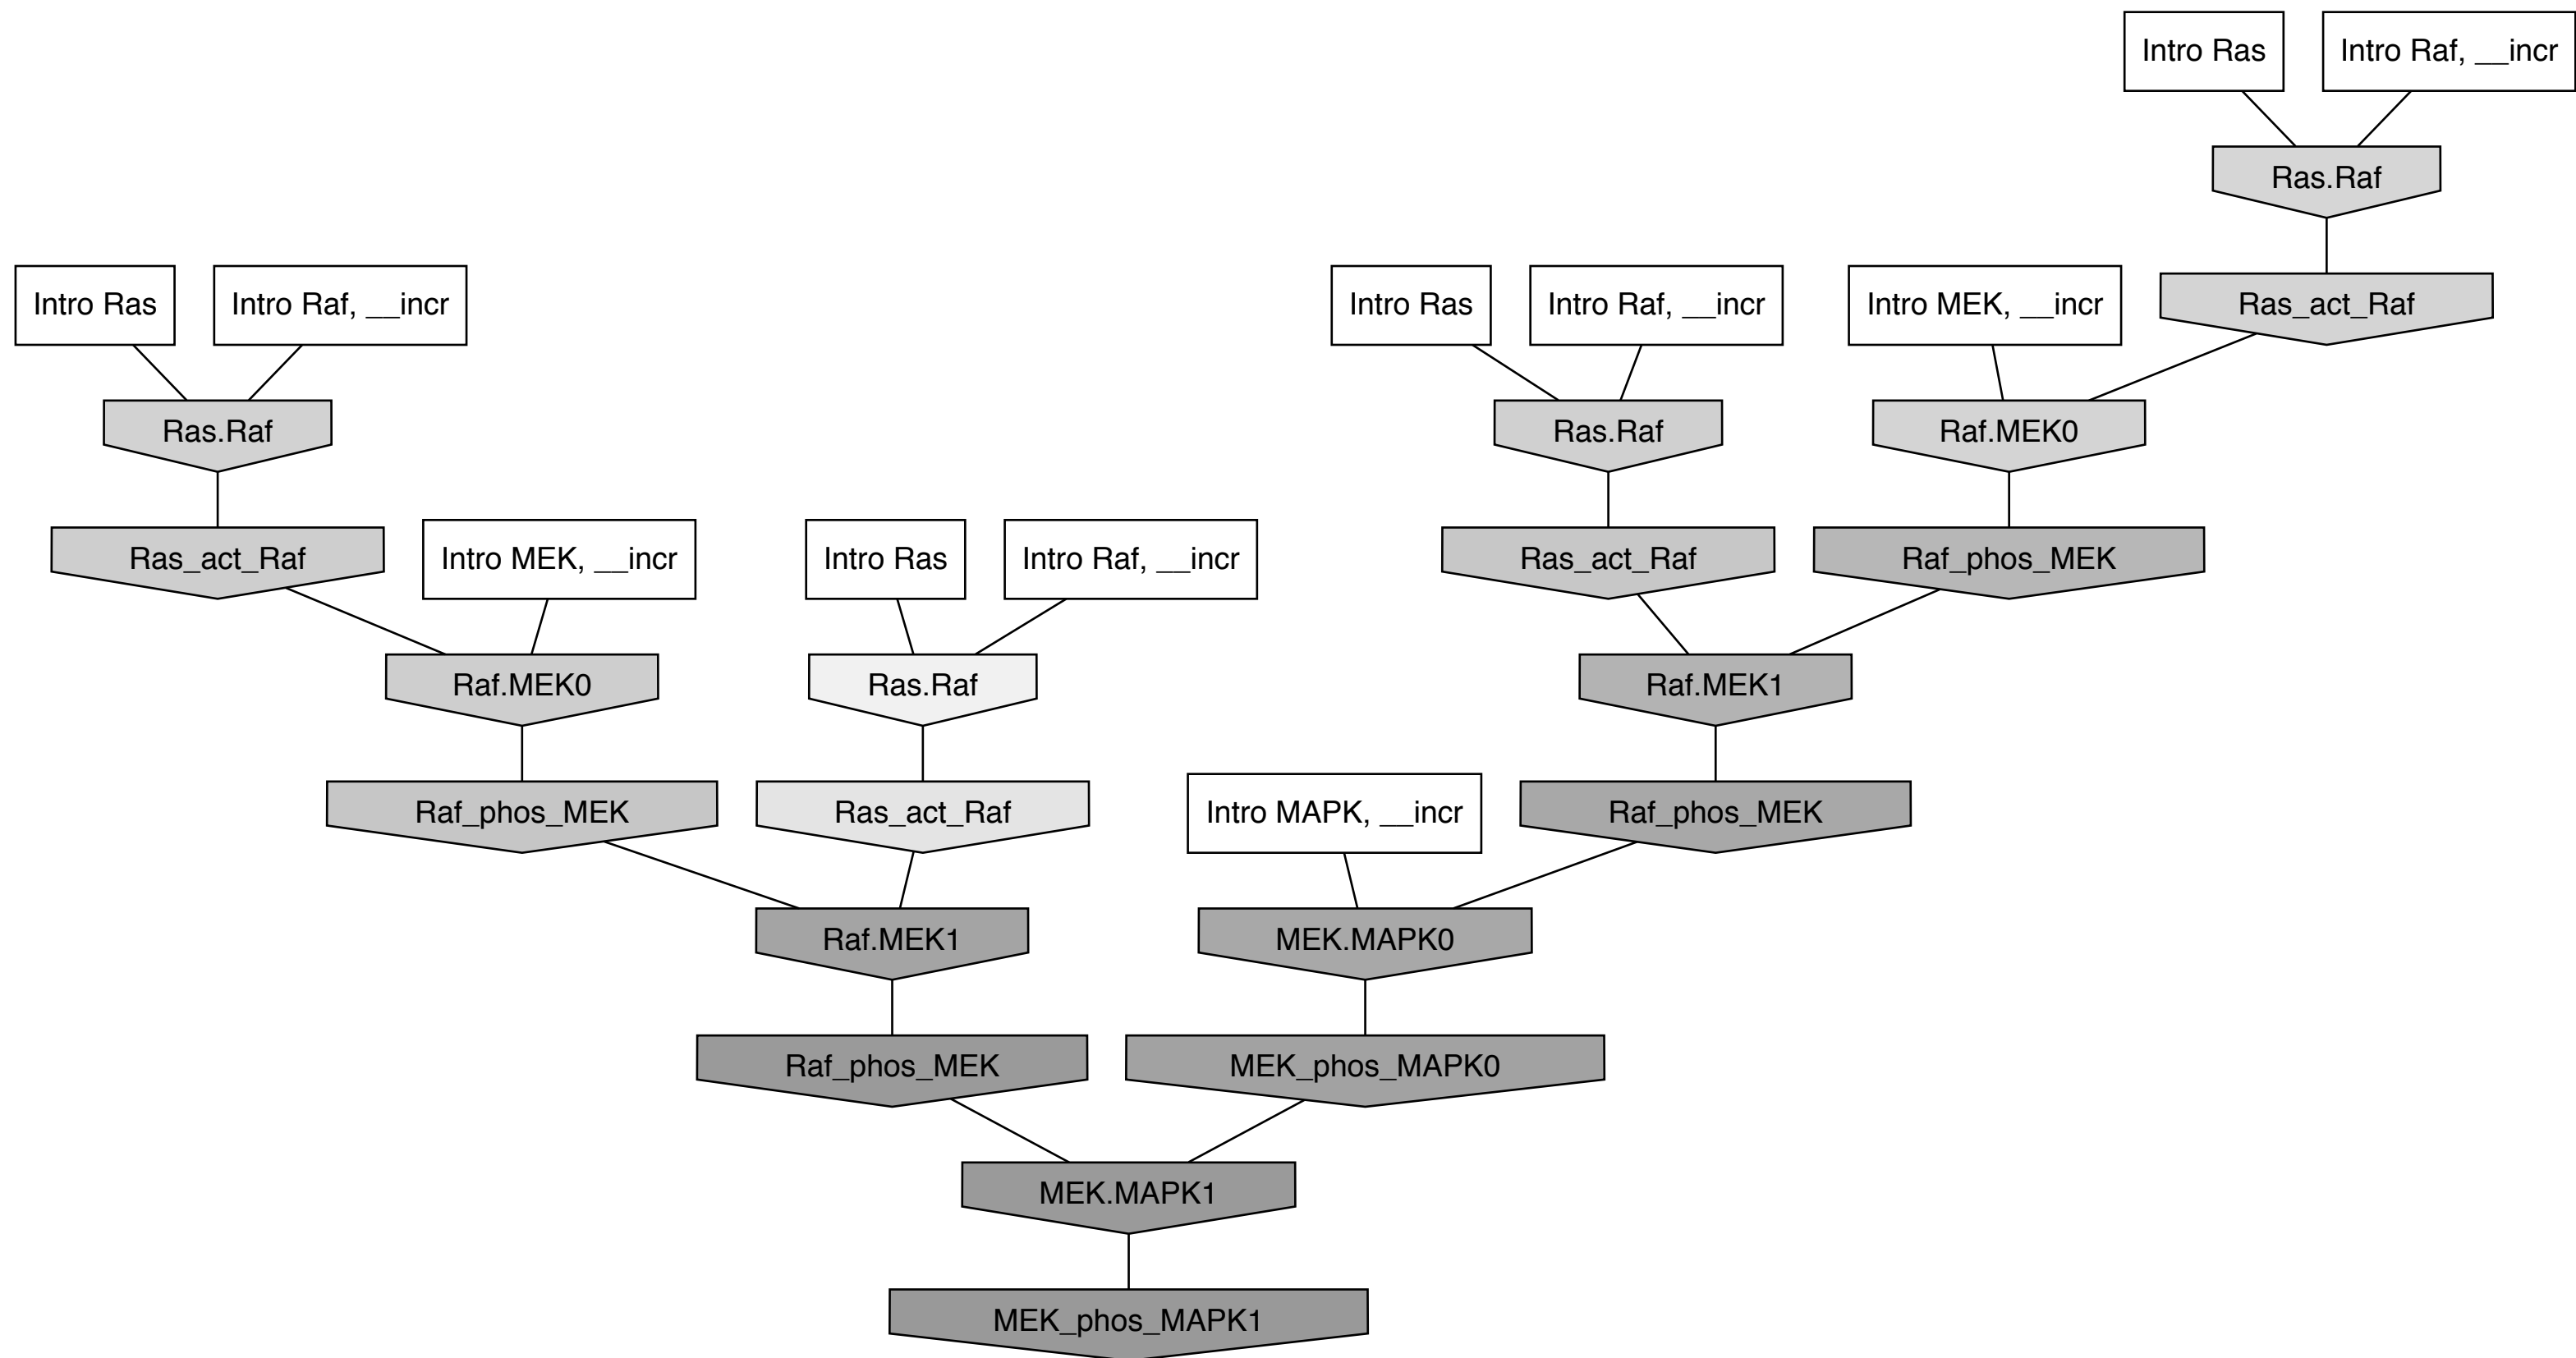 Intro Ras
Intro Raf, __incr
Ras.Raf
Intro Ras
Intro Raf, __incr
Intro Ras
Intro Raf, __incr
Intro MEK, __incr
Ras_act_Raf
Ras.Raf
Ras.Raf
Raf.MEK0
Ras_act_Raf
Intro MEK, __incr
Intro Ras
Intro Raf, __incr
Ras_act_Raf
Raf_phos_MEK
Raf.MEK0
Ras.Raf
Raf.MEK1
Raf_phos_MEK
Ras_act_Raf
Intro MAPK, __incr
Raf_phos_MEK
Raf.MEK1
MEK.MAPK0
Raf_phos_MEK
MEK_phos_MAPK0
MEK.MAPK1
MEK_phos_MAPK1